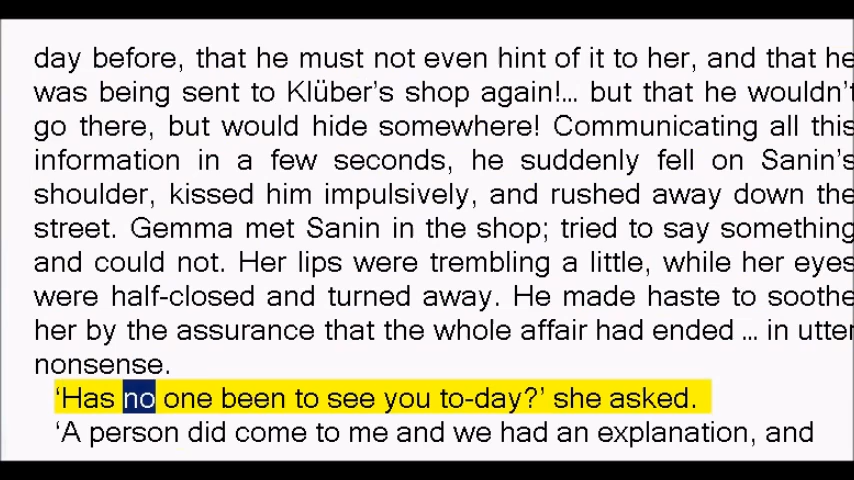 day before, that he must not even hint of it to her, and that he
was being sent to Klüber’s shop again!... but that he wouldn’t
go there, but would hide somewhere! Communicating all this
information in a few seconds, he suddenly fell on Sanin’s
shoulder, kissed him impulsively, and rushed away down the
street. Gemma met Sanin in the shop; tried to say something
and could not. Her lips were trembling a little, while her eyes
were half-closed and turned away. He made haste to soothe
her by the assurance that the whole affair had ended ... in utter
nonsense.
‘Has no one been to see you to-day?’ she asked.
‘A person did come to me and we had an explanation, and